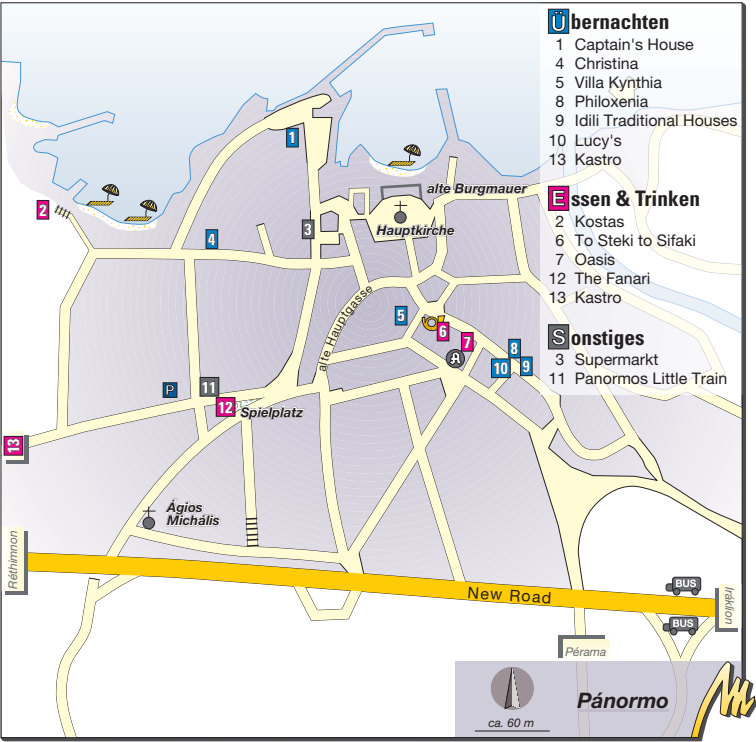 Übernachten
1 Captain's House
4 Christina
5 Villa Kynthia
8 Philoxenia
9 Idili Traditional Houses
10 Lucy's
13 Kastro
Essen & Trinken
2 Kostas
6 To Steki to Sifaki
7 Oasis
12 The Fanari
13 Kastro
Sonstiges
3 Supermarkt
11 Panormos Little Train
1
2
alte Burgmauer
3
Hauptkirche
4
alte Hauptgasse
5
6
7
8
A
10
9
P
11
12
Spielplatz
13
Ágios
Michális
Réthimnon
New Road
BUS
BUS
Iráklion
Pérama
ca. 60 m
Pánormo